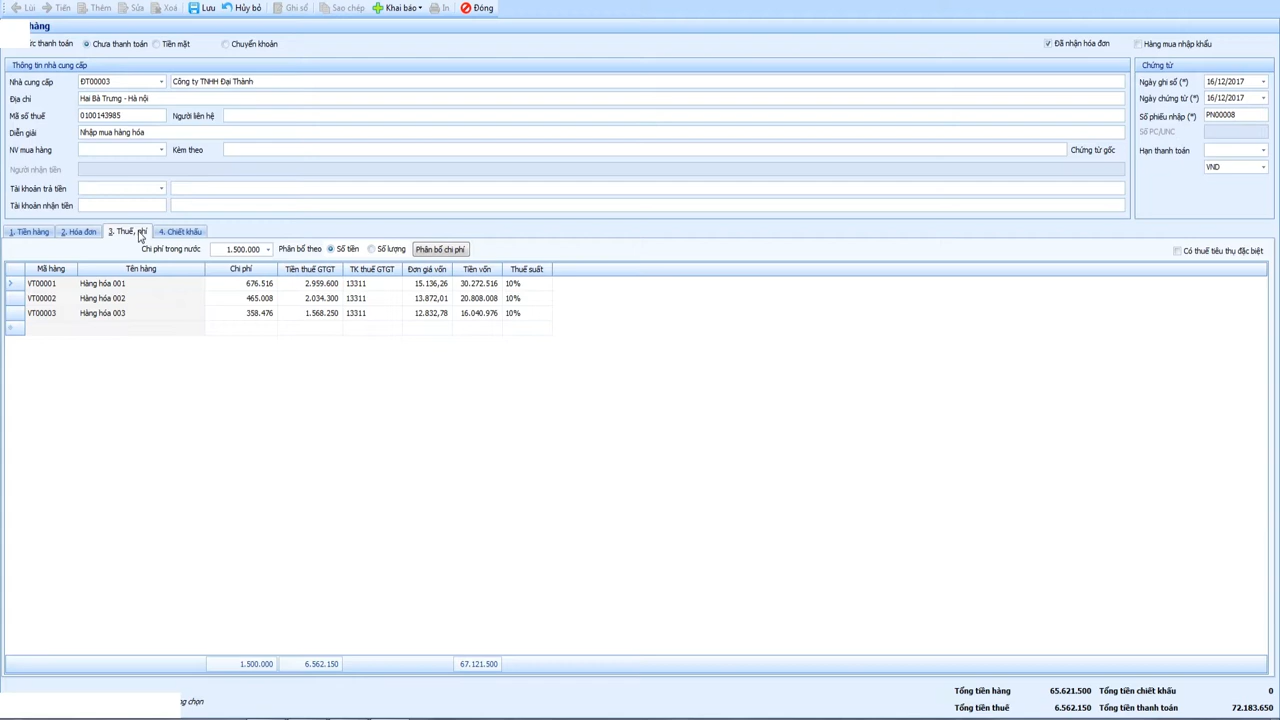 Lùi Tiến Thêm Sửa Xoá Lưu Hủy bỏ Ghi sổ Sao chép Khai báo In Đóng
hàng
ức thanh toán Chưa thanh toán Tiền mặt Chuyển khoản Đã nhận hóa đơn Hàng mua nhập khẩu
Thông tin nhà cung cấp Chứng từ
Nhà cung cấp ĐT00003 Công ty TNHH Đại Thành Ngày ghi sổ (*) 16/12/2017
Địa chỉ Hai Bà Trưng - Hà nội Ngày chứng từ (*) 16/12/2017
Mã số thuế 0100143985 Người liên hệ Số phiếu nhập (*) PN00008
Diễn giải Nhập mua hàng hóa Số PC/UNC
NV mua hàng Kèm theo Chứng từ gốc Hạn thanh toán
Người nhận tiền VND
Tài khoản trả tiền
Tài khoản nhận tiền
1. Tiền hàng 2. Hóa đơn 3. Thuế, phí 4. Chiết khấu
Chi phí trong nước 1.500.000 Phân bổ theo Số tiền Số lượng Phân bổ chi phí Có thuế tiêu thụ đặc biệt
Mã hàng Tên hàng Chi phí Tiền thuế GTGT TK thuế GTGT Đơn giá vốn Tiền vốn Thuế suất
VT00001 Hàng hóa 001 676.516 2.959.600 13311 15.136,26 30.272.516 10%
VT00002 Hàng hóa 002 465.008 2.034.300 13311 13.872,01 20.808.008 10%
VT00003 Hàng hóa 003 358.476 1.568.250 13311 12.832,78 16.040.976 10%
1.500.000 6.562.150 67.121.500
Tổng tiền hàng 65.621.500 Tổng tiền chiết khấu 0
ng chọn
Tổng tiền thuế 6.562.150 Tổng tiền thanh toán 72.183.650